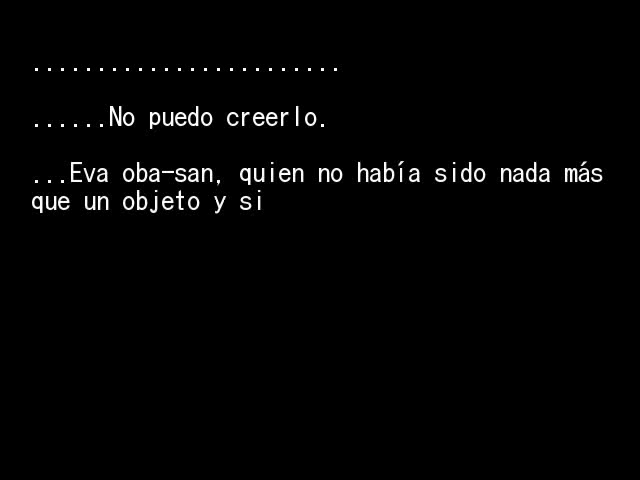 ........................
......No puedo creerlo.
...Eva oba-san, quien no había sido nada más
que un objeto y si